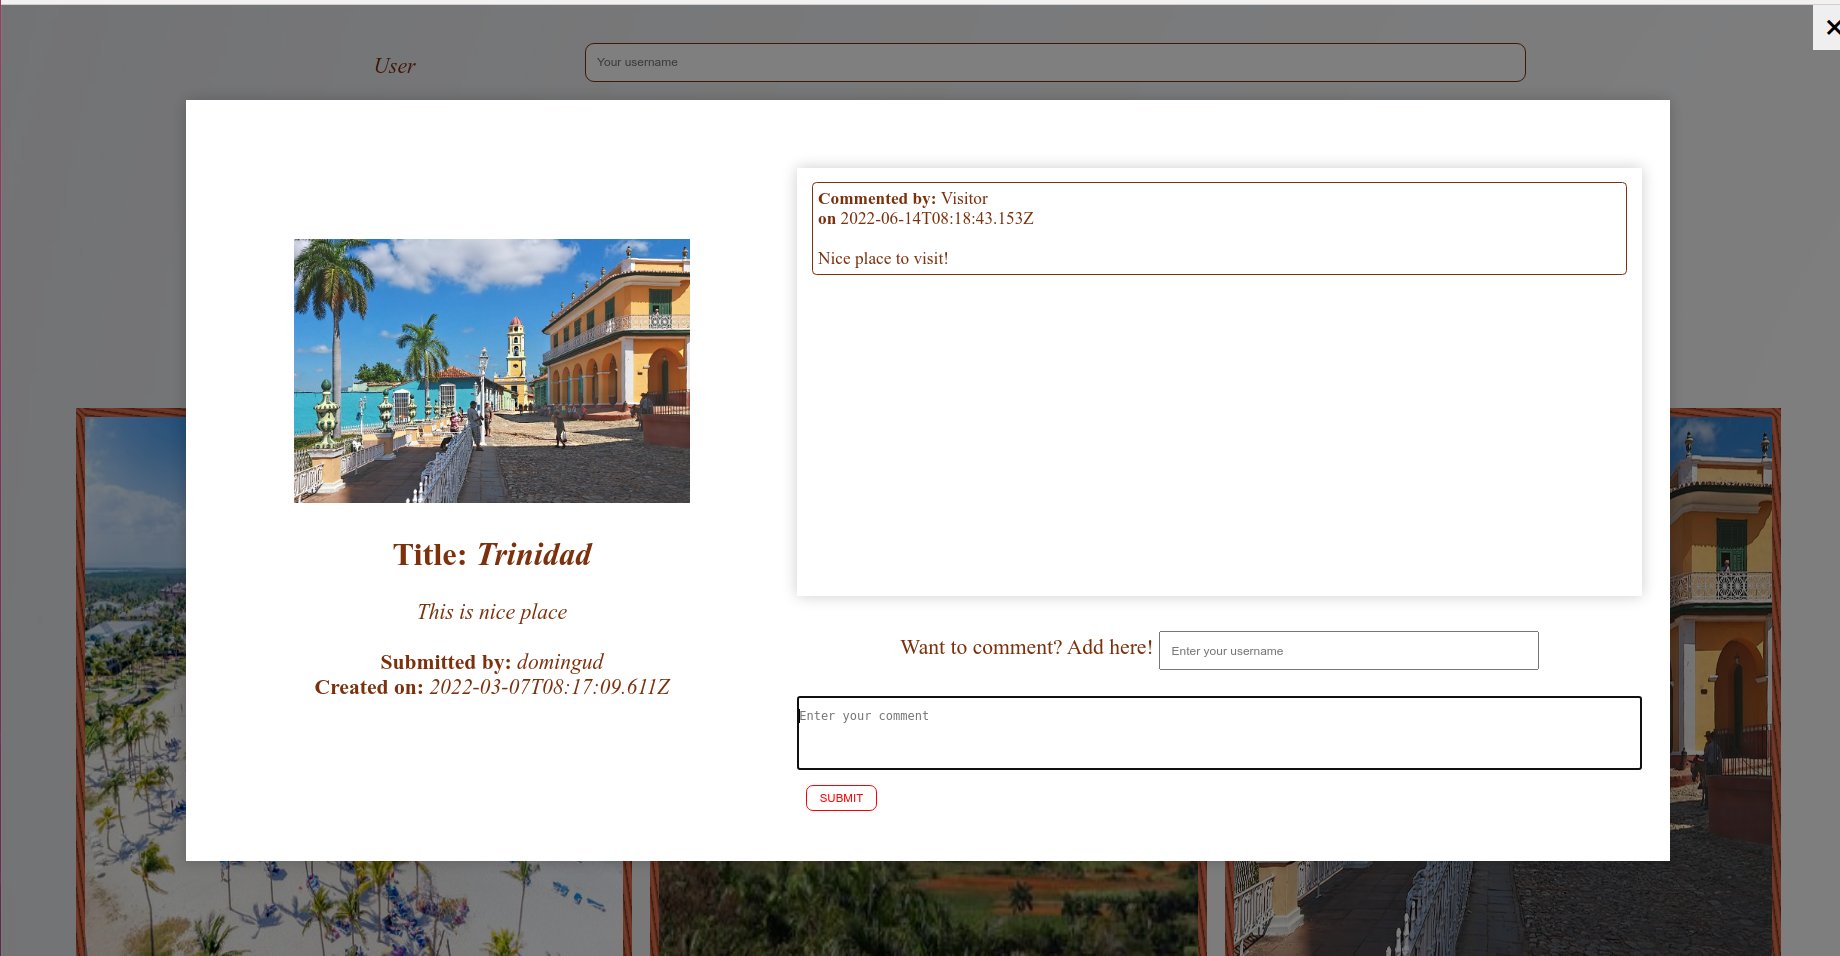 User
Your username
Title: Trinidad
This is nice place
Submitted by: domingud
Created on: 2022-03-07T08:17:09.611Z
Commented by: Visitor
on 2022-06-14T08:18:43.153Z
Nice place to visit!
Want to comment? Add here! Enter your username
Enter your comment
SUBMIT